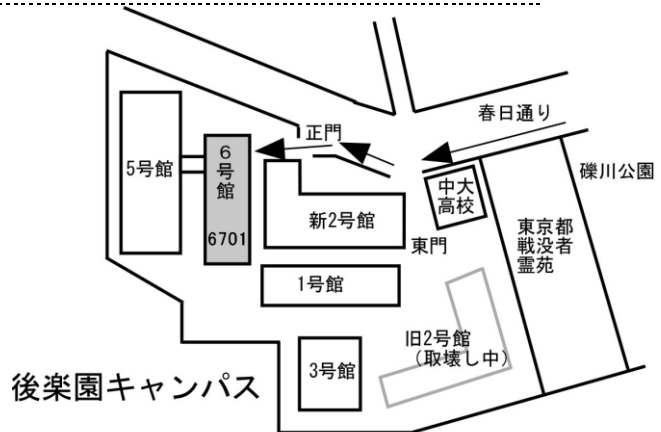 春日通り
正門
礫川公園
5号館
6
号
館
6701
中大
高校
新2号館
東門
東京都
戦没者
霊苑
1号館
旧2号館
(取壊し中)
3号館
後楽園キャンパス